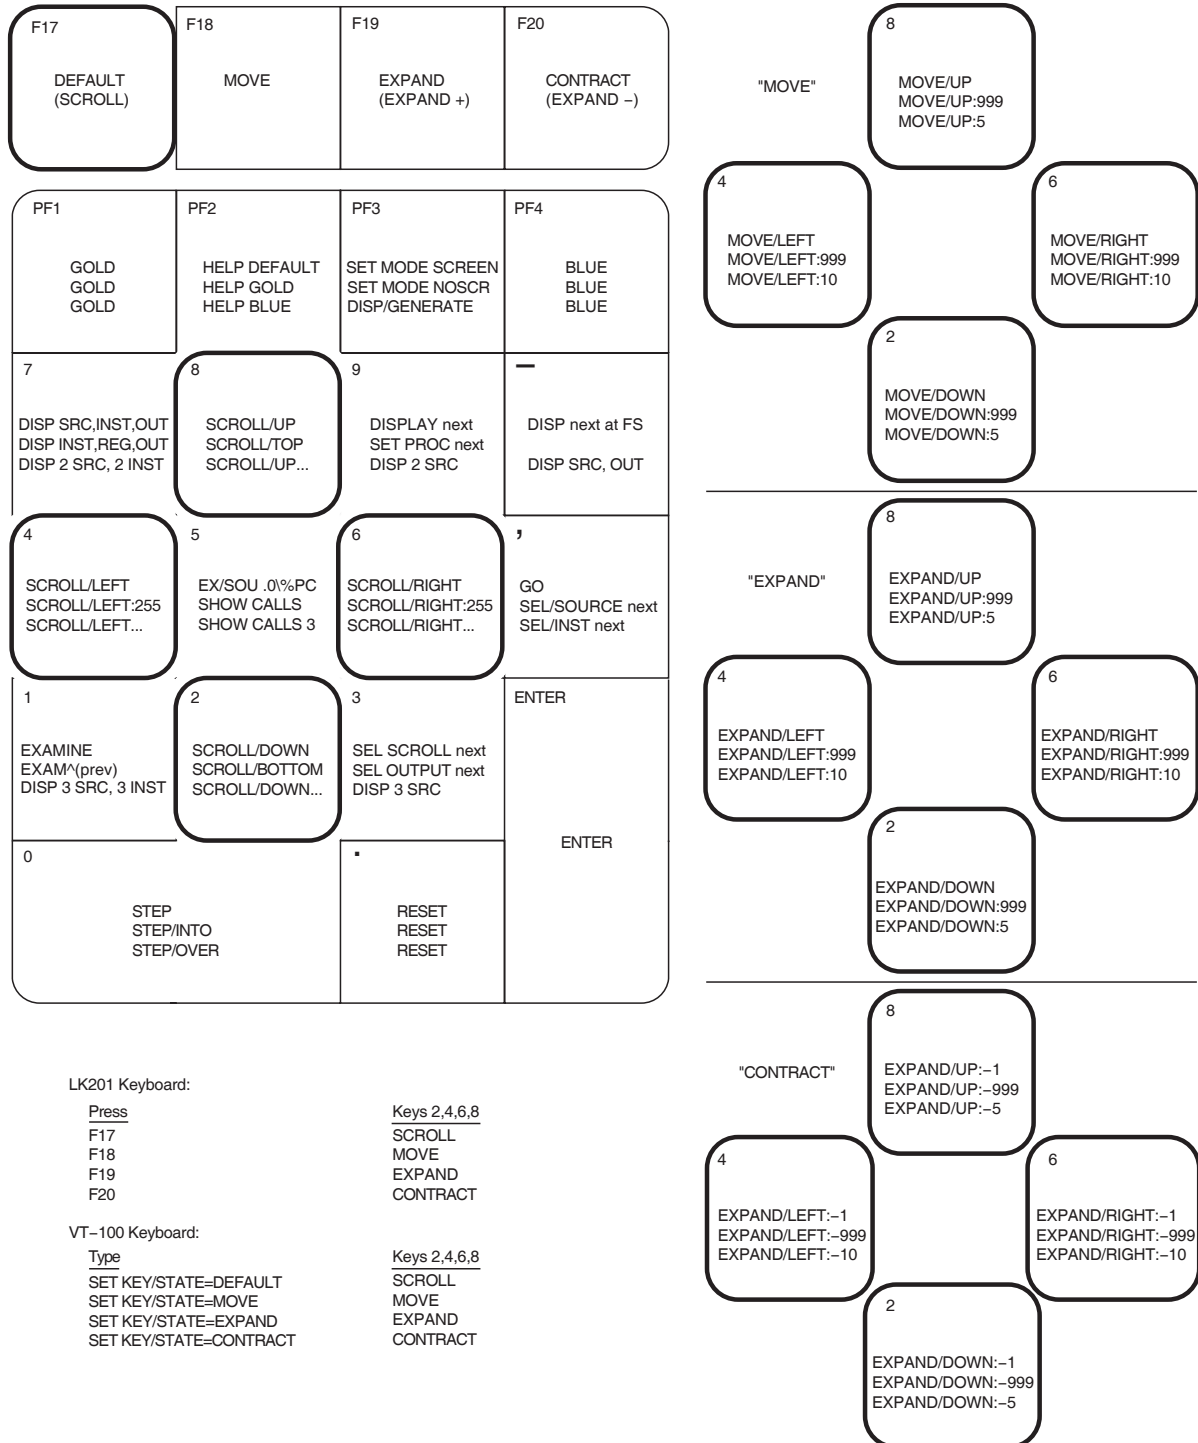 F17
DEFAULT
(SCROLL)
F18
MOVE
F19
EXPAND
(EXPAND +)
F20
CONTRACT
(EXPAND −)
PF1
GOLD
GOLD
GOLD
PF2
HELP DEFAULT
HELP GOLD
HELP BLUE
PF3
SET MODE SCREEN
SET MODE NOSCR
DISP/GENERATE
PF4
BLUE
BLUE
BLUE
7
DISP SRC,INST,OUT
DISP INST,REG,OUT
DISP 2 SRC, 2 INST
8
SCROLL/UP
SCROLL/TOP
SCROLL/UP...
9
DISPLAY next
SET PROC next
DISP 2 SRC
−
DISP next at FS
DISP SRC, OUT
4
SCROLL/LEFT
SCROLL/LEFT:255
SCROLL/LEFT...
5
EX/SOU .0\%PC
SHOW CALLS
SHOW CALLS 3
6
SCROLL/RIGHT
SCROLL/RIGHT:255
SCROLL/RIGHT...
,
GO
SEL/SOURCE next
SEL/INST next
1
EXAMINE
EXAM^(prev)
DISP 3 SRC, 3 INST
2
SCROLL/DOWN
SCROLL/BOTTOM
SCROLL/DOWN...
3
SEL SCROLL next
SEL OUTPUT next
DISP 3 SRC
ENTER
ENTER
0
STEP
STEP/INTO
STEP/OVER
.
RESET
RESET
RESET
LK201 Keyboard:
Press Keys 2,4,6,8
F17 SCROLL
F18 MOVE
F19 EXPAND
F20 CONTRACT
VT−100 Keyboard:
Type Keys 2,4,6,8
SET KEY/STATE=DEFAULT SCROLL
SET KEY/STATE=MOVE MOVE
SET KEY/STATE=EXPAND EXPAND
SET KEY/STATE=CONTRACT CONTRACT
"MOVE"
8
MOVE/UP
MOVE/UP:999
MOVE/UP:5
4
MOVE/LEFT
MOVE/LEFT:999
MOVE/LEFT:10
6
MOVE/RIGHT
MOVE/RIGHT:999
MOVE/RIGHT:10
2
MOVE/DOWN
MOVE/DOWN:999
MOVE/DOWN:5
"EXPAND"
8
EXPAND/UP
EXPAND/UP:999
EXPAND/UP:5
4
EXPAND/LEFT
EXPAND/LEFT:999
EXPAND/LEFT:10
6
EXPAND/RIGHT
EXPAND/RIGHT:999
EXPAND/RIGHT:10
2
EXPAND/DOWN
EXPAND/DOWN:999
EXPAND/DOWN:5
"CONTRACT"
8
EXPAND/UP:−1
EXPAND/UP:−999
EXPAND/UP:−5
4
EXPAND/LEFT:−1
EXPAND/LEFT:−999
EXPAND/LEFT:−10
6
EXPAND/RIGHT:−1
EXPAND/RIGHT:−999
EXPAND/RIGHT:−10
2
EXPAND/DOWN:−1
EXPAND/DOWN:−999
EXPAND/DOWN:−5